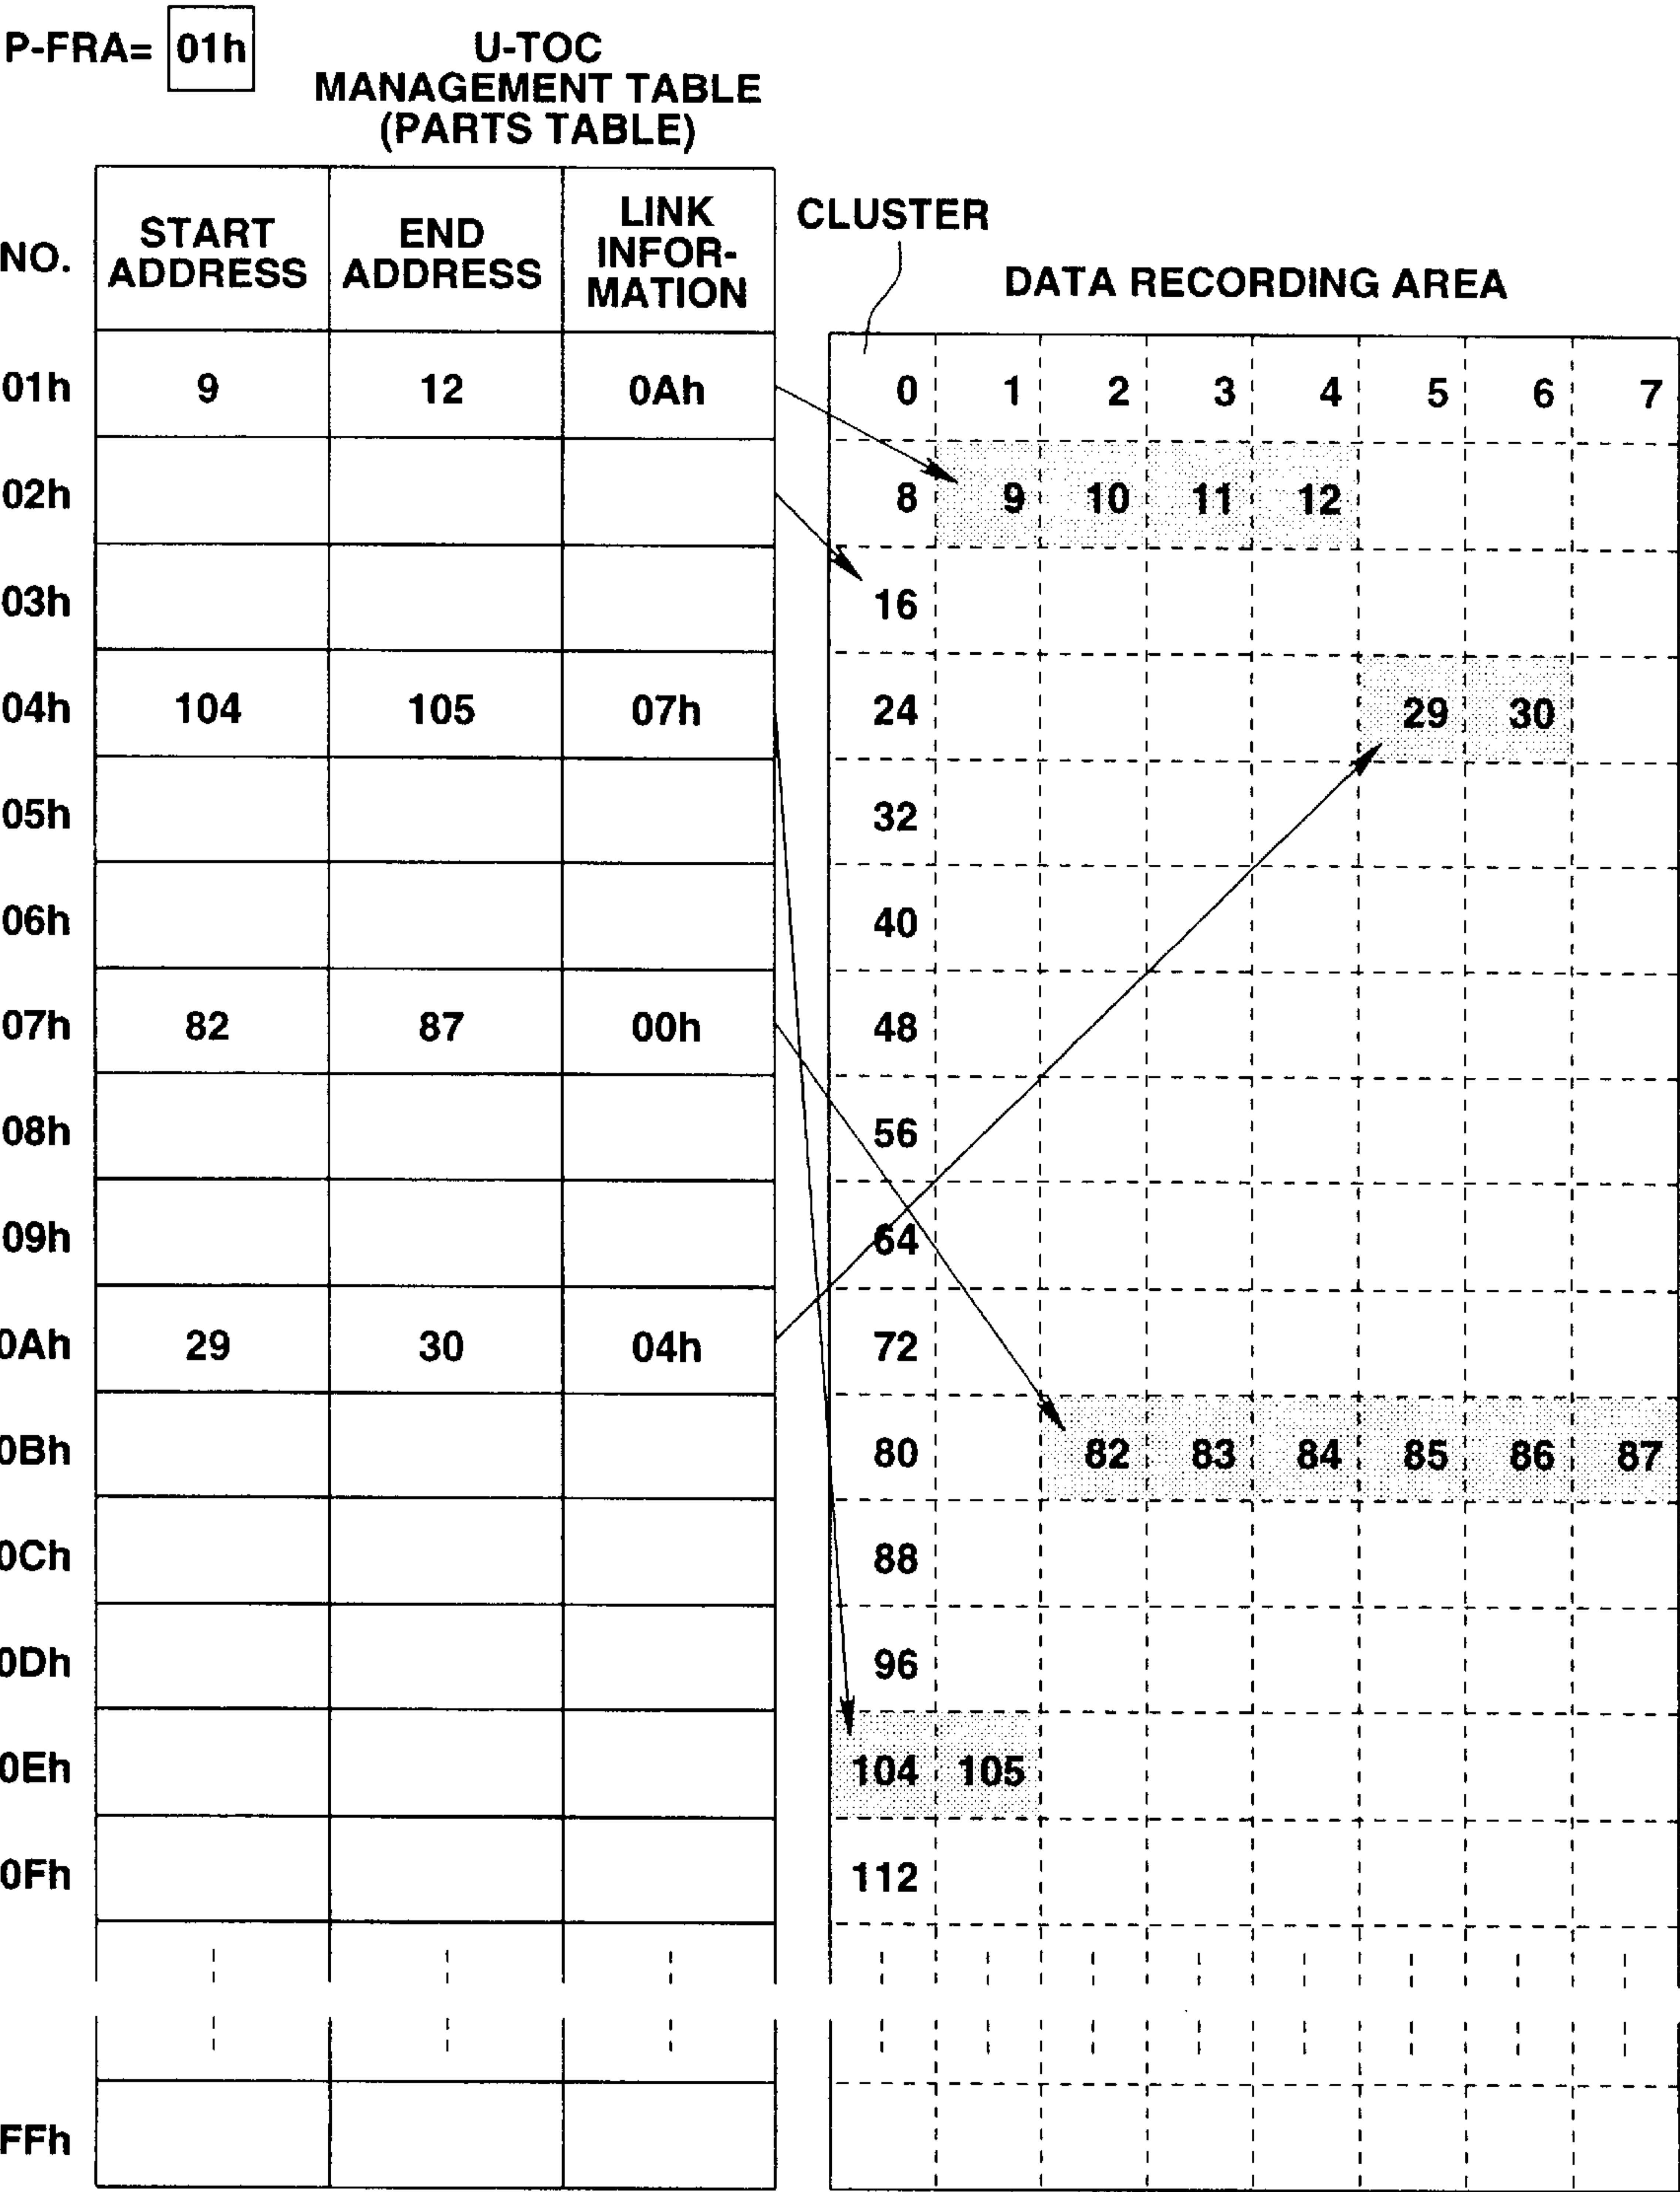 P-FRA= 01h
U-TOC
MANAGEMENT TABLE
(PARTS TABLE)
NO.
START
ADDRESS
END
ADDRESS
LINK
INFOR-
MATION
01h 9 12 0Ah
02h
03h
04h 104 105 07h
05h
06h
07h 82 87 00h
08h
09h
0Ah 29 30 04h
0Bh
0Ch
0Dh
0Eh
0Fh
FFh
CLUSTER
DATA RECORDING AREA
0 1 2 3 4 5 6 7
8 9 10 11 12
16
24 29 30
32
40
48
56
64
72
80 82 83 84 85 86 87
88
96
104 105
112